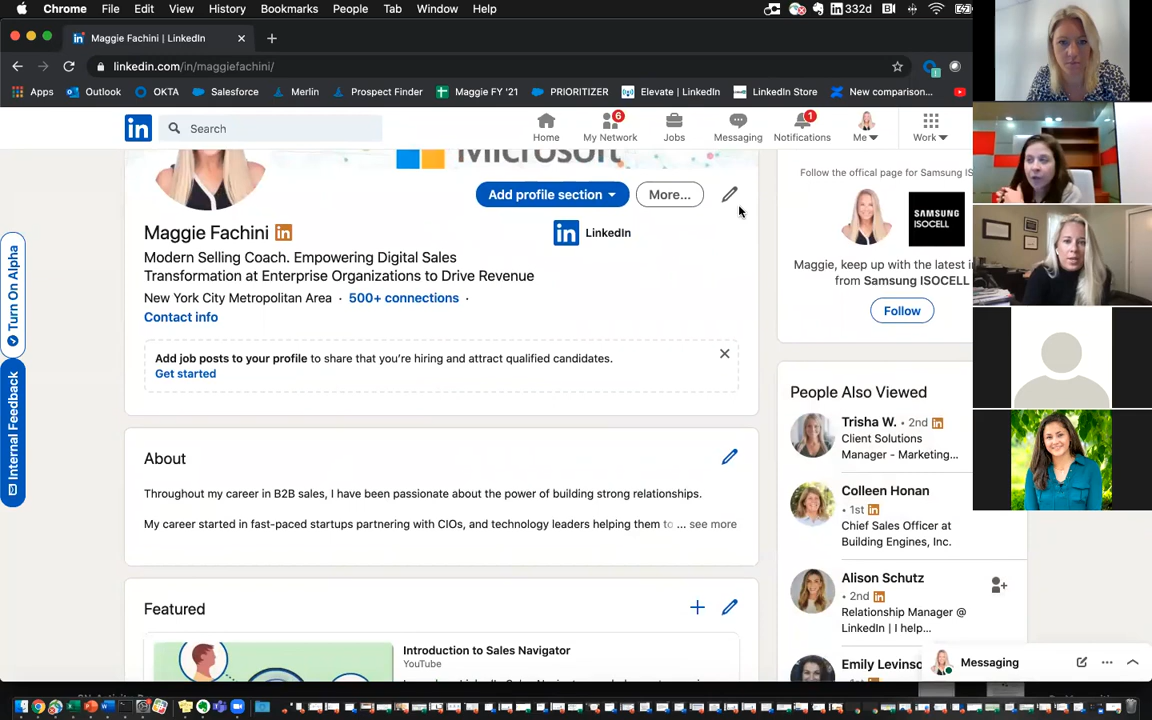 Chrome File Edit View History Bookmarks People Tab Window Help 332d
Maggie Fachini | LinkedIn
linkedin.com/in/maggiefachini/
Apps Outlook OKTA Salesforce Merlin Prospect Finder Maggie FY '21 PRIORITIZER Elevate | LinkedIn LinkedIn Store New comparison...
in Search
6
1
Home My Network Jobs Messaging Notifications Me Work
Microsoft
Add profile section More...
Maggie Fachini in
in LinkedIn
Modern Selling Coach. Empowering Digital Sales
Transformation at Enterprise Organizations to Drive Revenue
New York City Metropolitan Area · 500+ connections ·
Contact info
Add job posts to your profile to share that you're hiring and attract qualified candidates.
Get started
About
Throughout my career in B2B sales, I have been passionate about the power of building strong relationships.
My career started in fast-paced startups partnering with CIOs, and technology leaders helping them to ... see more
Featured
Introduction to Sales Navigator
YouTube
Turn On Alpha
Internal Feedback
Follow the offical page for Samsung IS
SAMSUNG
ISOCELL
Maggie, keep up with the latest i
from Samsung ISOCELL
Follow
People Also Viewed
Trisha W. • 2nd in
Client Solutions
Manager - Marketing...
Colleen Honan
• 1st in
Chief Sales Officer at
Building Engines, Inc.
Alison Schutz
• 2nd in
Relationship Manager @
LinkedIn | I help...
Emily Levinso
Messaging